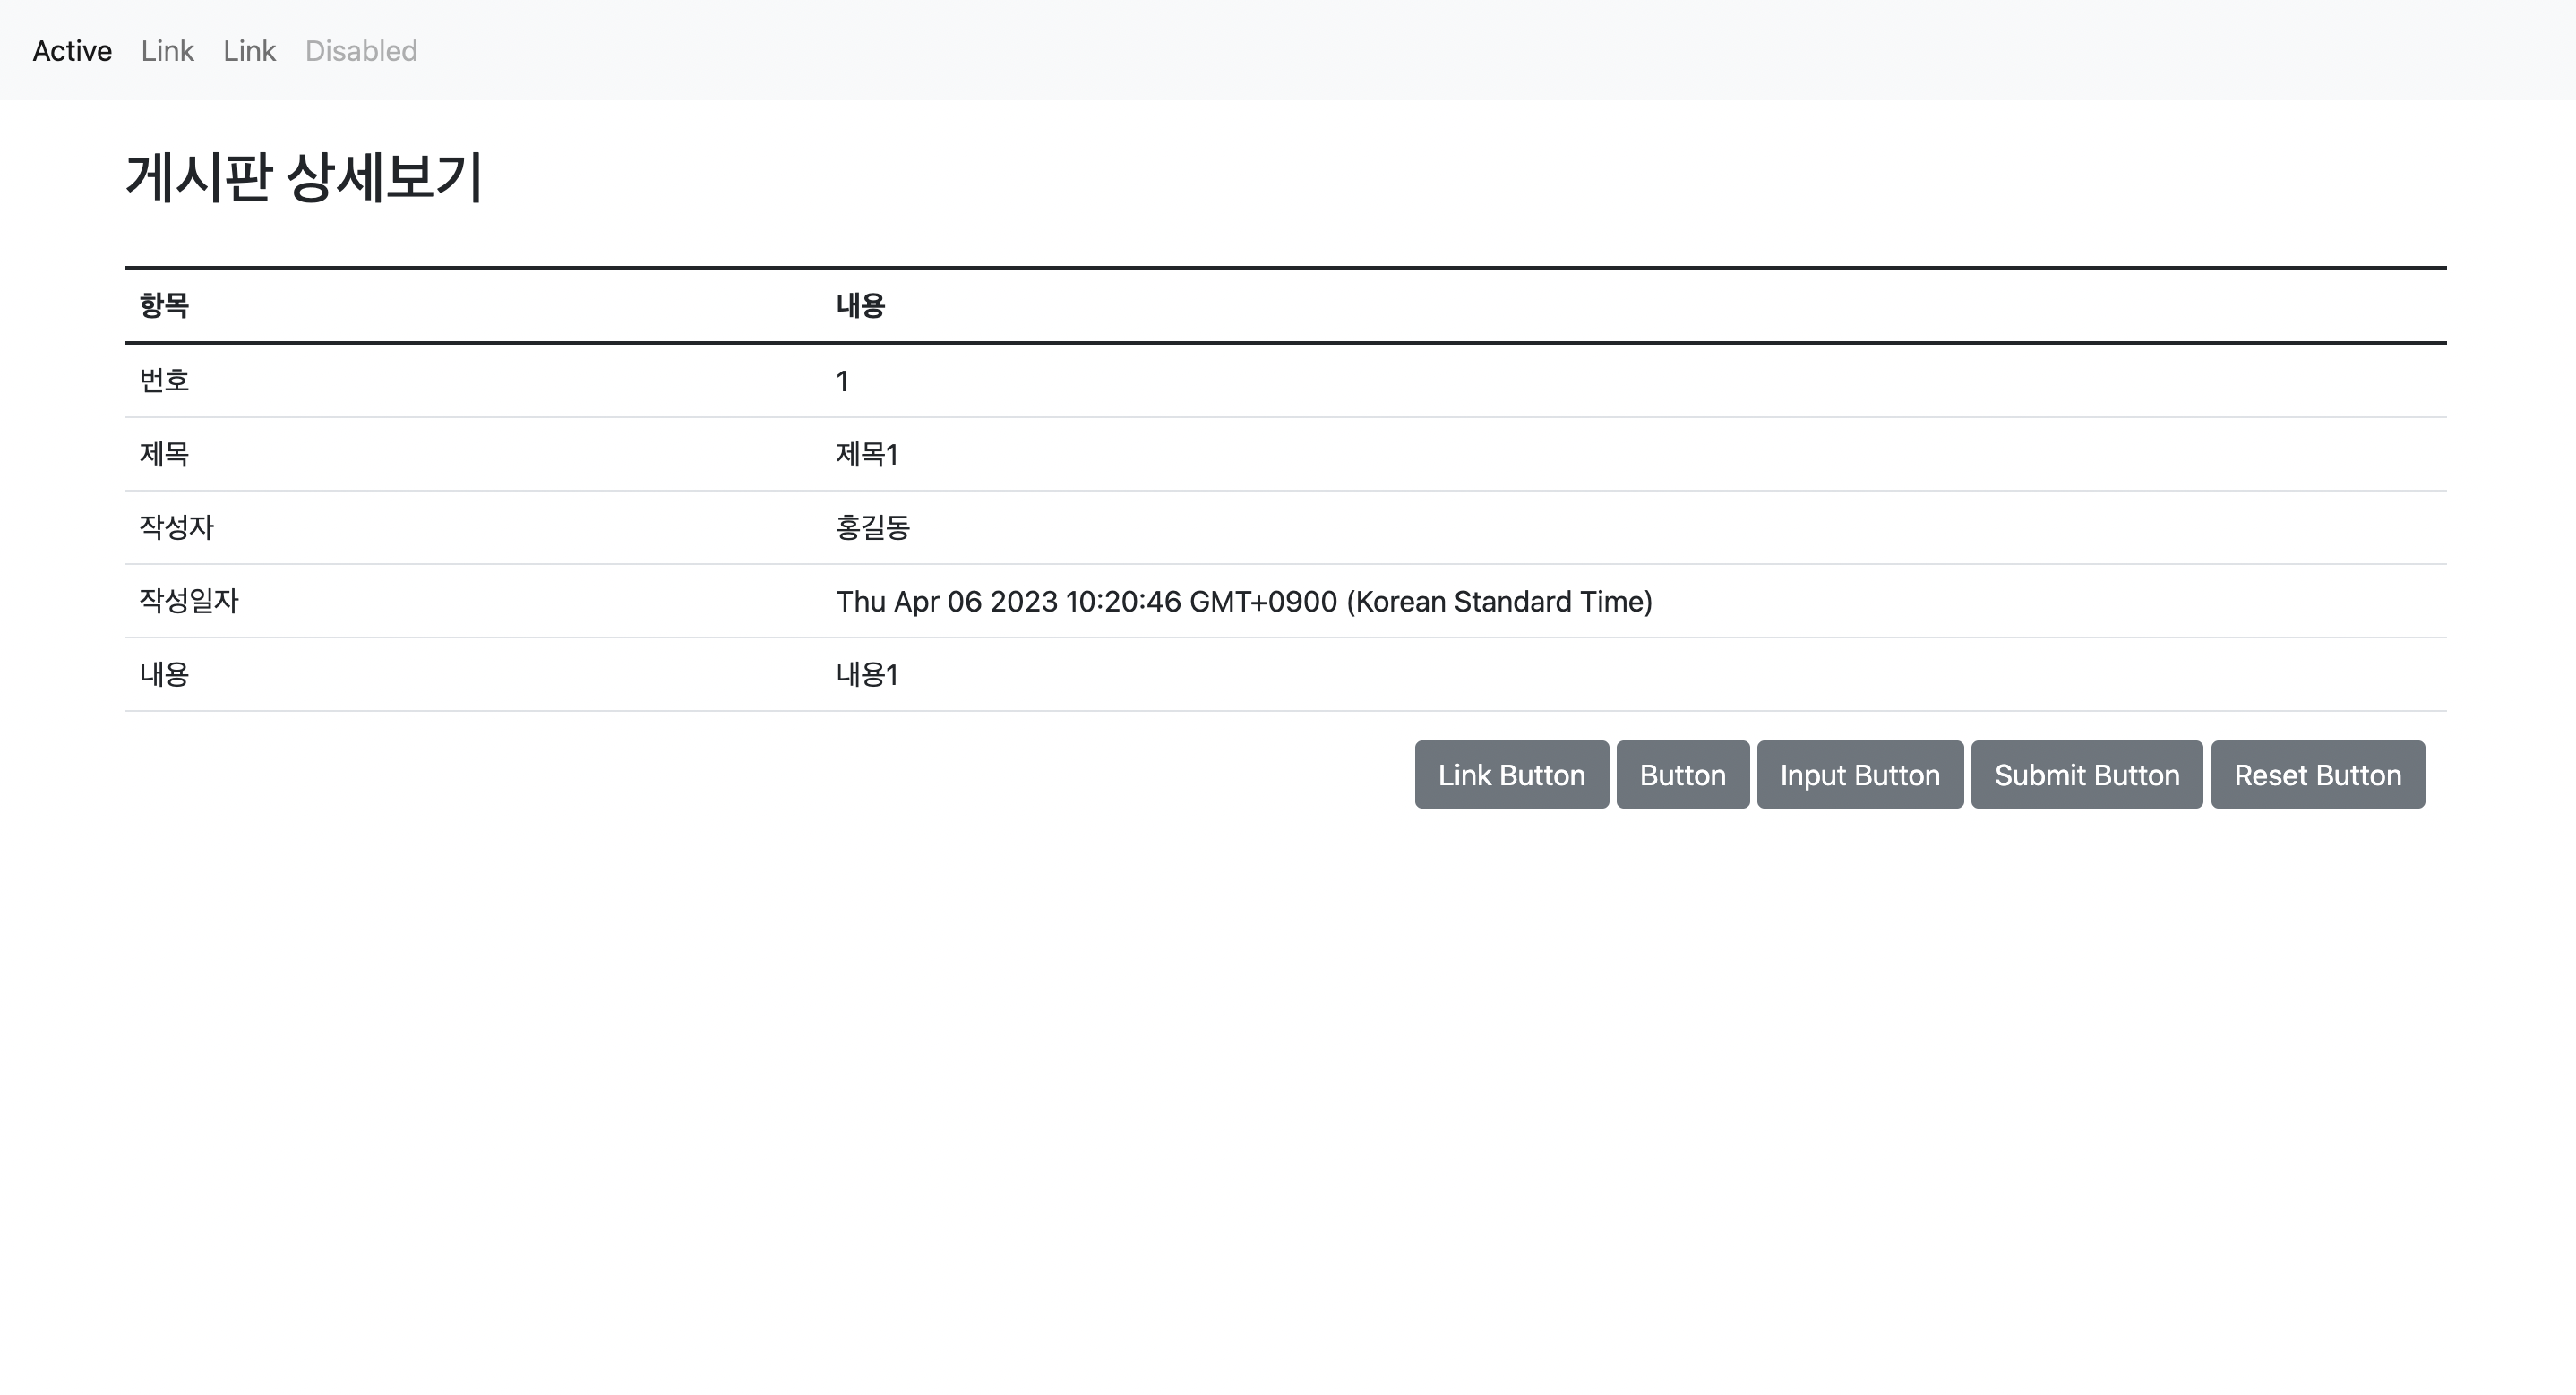 Active Link Link Disabled
게시판 상세보기
항목 내용
번호 1
제목 제목1
작성자 홍길동
작성일자 Thu Apr 06 2023 10:20:46 GMT+0900 (Korean Standard Time)
내용 내용1
Link Button Button Input Button Submit Button Reset Button